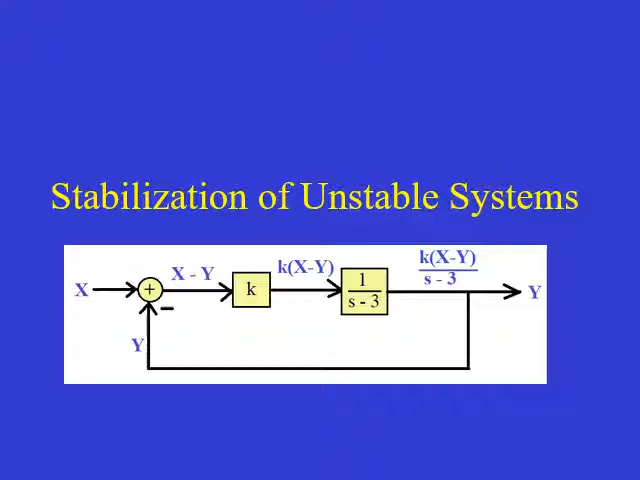 Stabilization of Unstable Systems
X
+
X - Y
k
k(X-Y)
1
s - 3
k(X-Y)
s - 3
Y
Y